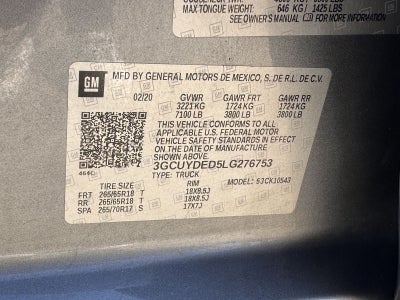 MAX TONGUE WEIGHT: 646 KG / 1425 LBS
...SEE OWNER'S MANUAL FOR MORE INFORMATION
GM
MFD BY GENERAL MOTORS DE MEXICO, S. DE R.L. DE C.V.
02/20 GVWR GAWR FRT GAWR RR
3221 KG 1724 KG 1724 KG
7100 LB 3800 LB 3800 LB
THIS VEHICLE CONFORMS TO ALL
APPLICABLE U.S. FEDERAL MOTOR
VEHICLE SAFETY STANDARDS IN
EFFECT ON THE DATE OF
MANUFACTURE SHOWN ABOVE.
3GCUYDED5LG276753
TYPE: TRUCK MODEL: CK10543
TIRE SIZE RIM
FRT 265/65R18 T 18X8.5J
RR 265/65R18 T 18X8.5J
SPA 265/70R17 S 17X7J